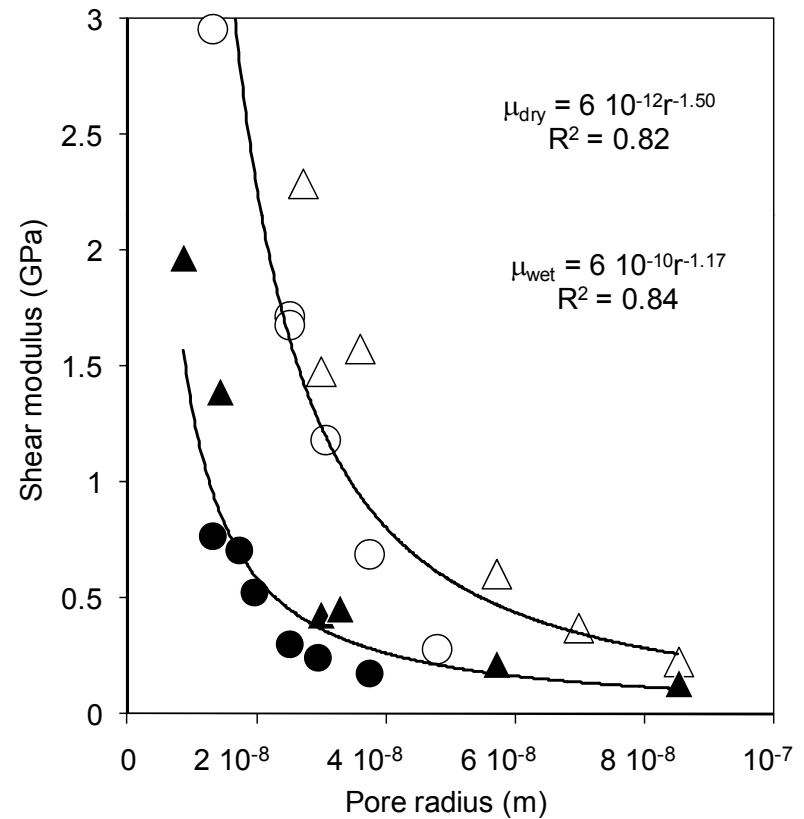 3
2.5
2
1.5
1
0.5
0
Shear modulus (GPa)
μdry = 6 10⁻¹²r⁻¹·⁵⁰
R² = 0.82
μwet = 6 10⁻¹⁰r⁻¹·¹⁷
R² = 0.84
0 2 10⁻⁸ 4 10⁻⁸ 6 10⁻⁸ 8 10⁻⁸ 10⁻⁷
Pore radius (m)